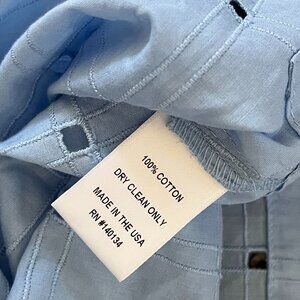 100% COTTON
DRY CLEAN ONLY
MADE IN THE USA
RN #140134